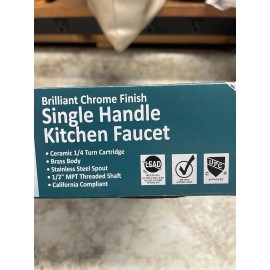 Brilliant Chrome Finish
Single Handle
Kitchen Faucet
• Ceramic 1/4 Turn Cartridge
• Brass Body
• Stainless Steel Spout
• 1/2" MPT Threaded Shaft
• California Compliant